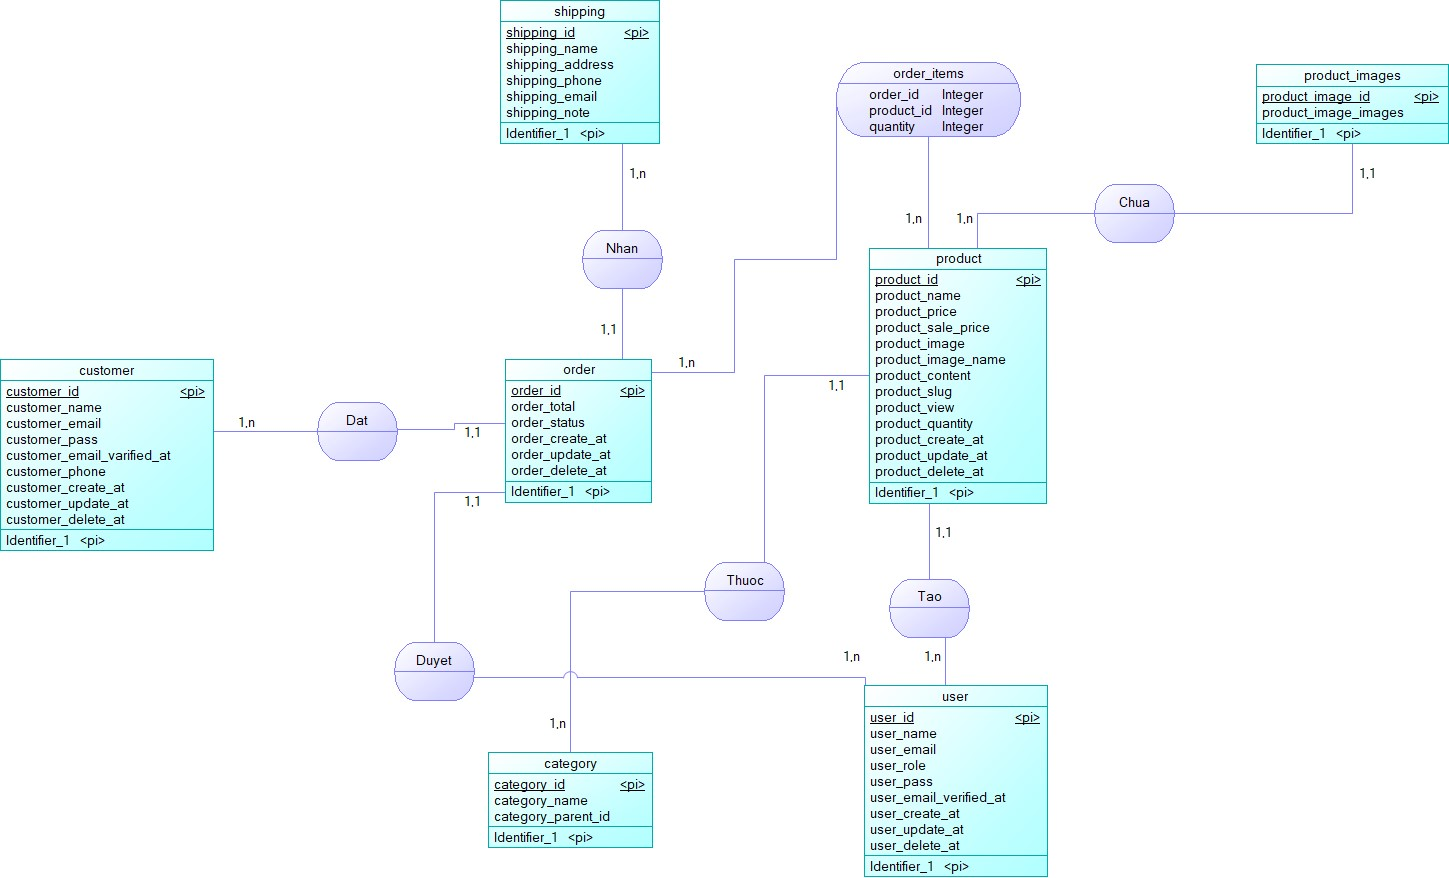 shipping
shipping_id <pi>
shipping_name
shipping_address
shipping_phone
shipping_email
shipping_note
Identifier_1 <pi>
order_items
order_id Integer
product_id Integer
quantity Integer
product_images
product_image_id <pi>
product_image_images
Identifier_1 <pi>
1,n
1,1
Chua
1,n
1,n
Nhan
1,1
product
product_id <pi>
product_name
product_price
product_sale_price
product_image
product_image_name
product_content
product_slug
product_view
product_quantity
product_create_at
product_update_at
product_delete_at
Identifier_1 <pi>
customer
customer_id <pi>
customer_name
customer_email
customer_pass
customer_email_varified_at
customer_phone
customer_create_at
customer_update_at
customer_delete_at
Identifier_1 <pi>
1,n
Dat
1,1
order
order_id <pi>
order_total
order_status
order_create_at
order_update_at
order_delete_at
Identifier_1 <pi>
1,n
1,1
1,1
1,1
Thuoc
Tao
Duyet
1,n
1,n
1,n
category
category_id <pi>
category_name
category_parent_id
Identifier_1 <pi>
user
user_id <pi>
user_name
user_email
user_role
user_pass
user_email_verified_at
user_create_at
user_update_at
user_delete_at
Identifier_1 <pi>